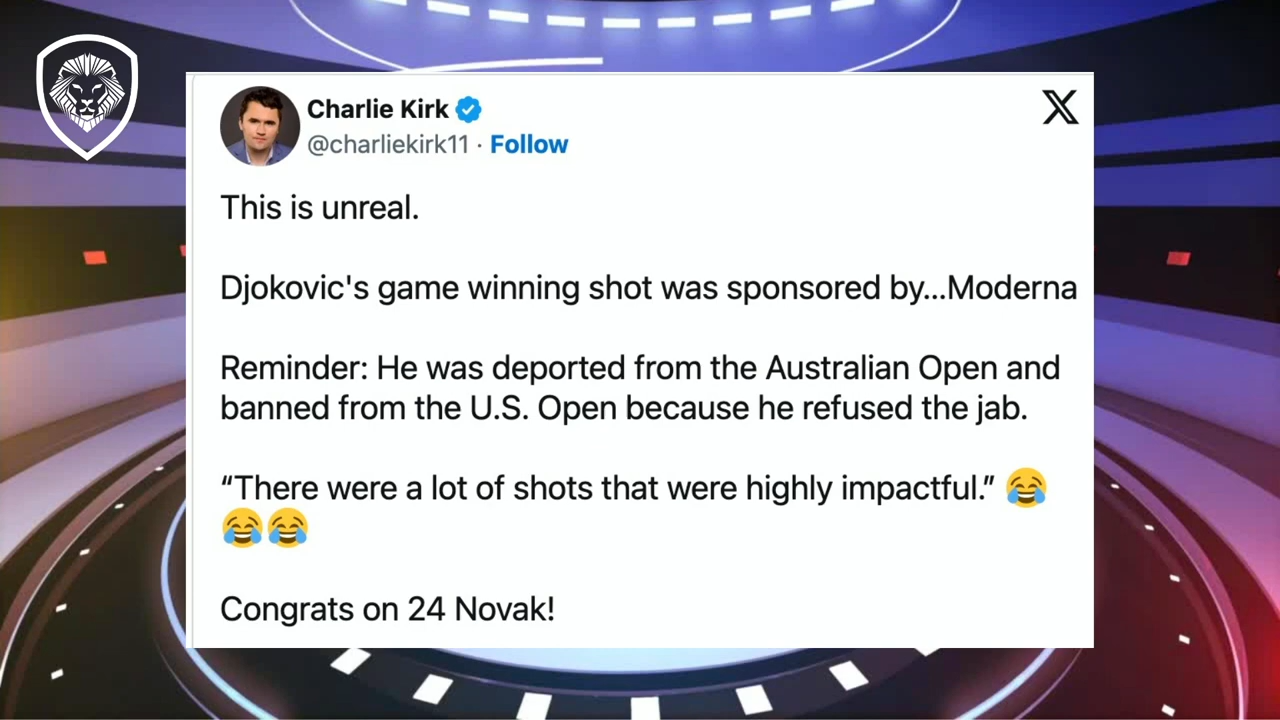 Charlie Kirk
@charliekirk11 · Follow
This is unreal.
Djokovic's game winning shot was sponsored by...Moderna
Reminder: He was deported from the Australian Open and
banned from the U.S. Open because he refused the jab.
“There were a lot of shots that were highly impactful.” 😂
😂😂
Congrats on 24 Novak!